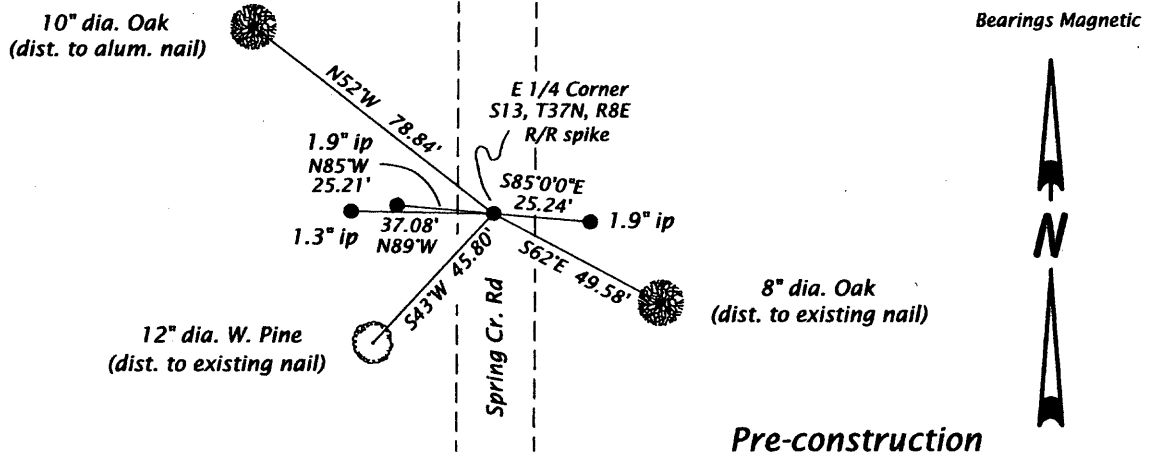 10" dia. Oak
(dist. to alum. nail)
Bearings Magnetic
N52°W 78.84'
E 1/4 Corner
S13, T37N, R8E
R/R spike
1.9" ip
N85°W
25.21'
S85°0'0"E
25.24'
1.9" ip
1.3" ip
37.08'
N89°W
S43°W 45.80'
S62°E 49.58'
N
Spring Cr. Rd
8" dia. Oak
(dist. to existing nail)
12" dia. W. Pine
(dist. to existing nail)
Pre-construction